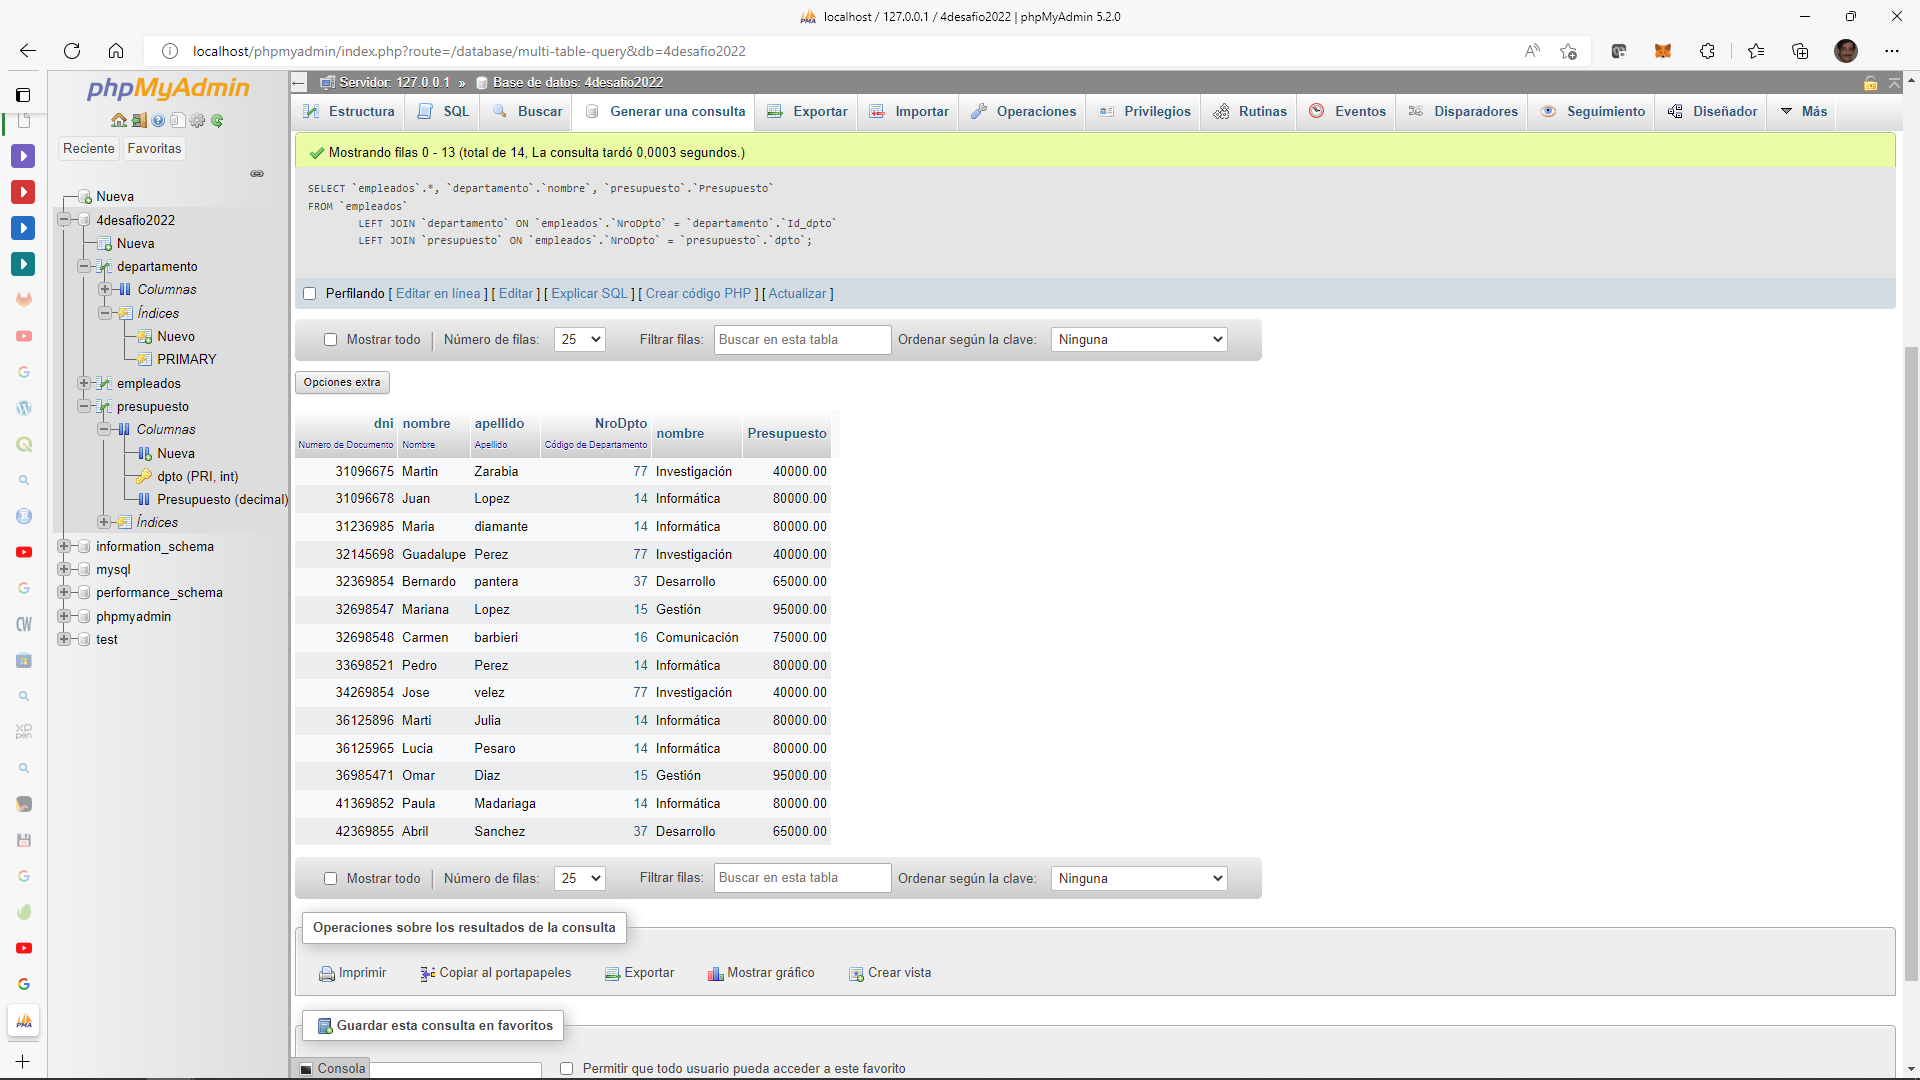 localhost / 127.0.0.1 / 4desafio2022 | phpMyAdmin 5.2.0
localhost/phpmyadmin/index.php?route=/database/multi-table-query&db=4desafio2022
phpMyAdmin
Reciente Favoritas
Nueva
4desafio2022
Nueva
departamento
Columnas
Índices
Nuevo
PRIMARY
empleados
presupuesto
Columnas
Nueva
dpto (PRI, int)
Presupuesto (decimal)
Índices
information_schema
mysql
performance_schema
phpmyadmin
test
Servidor: 127.0.0.1 » Base de datos: 4desafio2022
Estructura SQL Buscar Generar una consulta Exportar Importar Operaciones Privilegios Rutinas Eventos Disparadores Seguimiento Diseñador Más
Mostrando filas 0 - 13 (total de 14, La consulta tardó 0,0003 segundos.)
SELECT `empleados`.*, `departamento`.`nombre`, `presupuesto`.`Presupuesto`
FROM `empleados`
LEFT JOIN `departamento` ON `empleados`.`NroDpto` = `departamento`.`Id_dpto`
LEFT JOIN `presupuesto` ON `empleados`.`NroDpto` = `presupuesto`.`dpto`;
Perfilando [ Editar en línea ] [ Editar ] [ Explicar SQL ] [ Crear código PHP ] [ Actualizar ]
Mostrar todo | Número de filas: 25 Filtrar filas: Buscar en esta tabla Ordenar según la clave: Ninguna
Opciones extra
dni nombre apellido NroDpto nombre Presupuesto
Numero de Documento Nombre Apellido Código de Departamento
31096675 Martin Zarabia 77 Investigación 40000.00
31096678 Juan Lopez 14 Informática 80000.00
31236985 Maria diamante 14 Informática 80000.00
32145698 Guadalupe Perez 77 Investigación 40000.00
32369854 Bernardo pantera 37 Desarrollo 65000.00
32698547 Mariana Lopez 15 Gestión 95000.00
32698548 Carmen barbieri 16 Comunicación 75000.00
33698521 Pedro Perez 14 Informática 80000.00
34269854 Jose velez 77 Investigación 40000.00
36125896 Marti Julia 14 Informática 80000.00
36125965 Lucia Pesaro 14 Informática 80000.00
36985471 Omar Diaz 15 Gestión 95000.00
41369852 Paula Madariaga 14 Informática 80000.00
42369855 Abril Sanchez 37 Desarrollo 65000.00
Mostrar todo | Número de filas: 25 Filtrar filas: Buscar en esta tabla Ordenar según la clave: Ninguna
Operaciones sobre los resultados de la consulta
Imprimir Copiar al portapapeles Exportar Mostrar gráfico Crear vista
Guardar esta consulta en favoritos
Consola Permitir que todo usuario pueda acceder a este favorito
CW
XP
pen
PMA